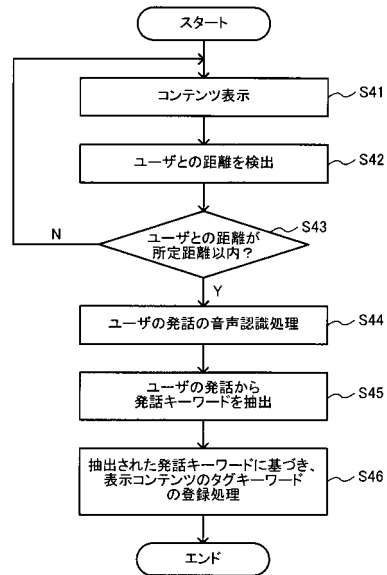 スタート
コンテンツ表示
S41
ユーザとの距離を検出
S42
S43
ユーザとの距離が
所定距離以内?
N
Y
ユーザの発話の音声認識処理
S44
ユーザの発話から
発話キーワードを抽出
S45
抽出された発話キーワードに基づき、
表示コンテンツのタグキーワード
の登録処理
S46
エンド